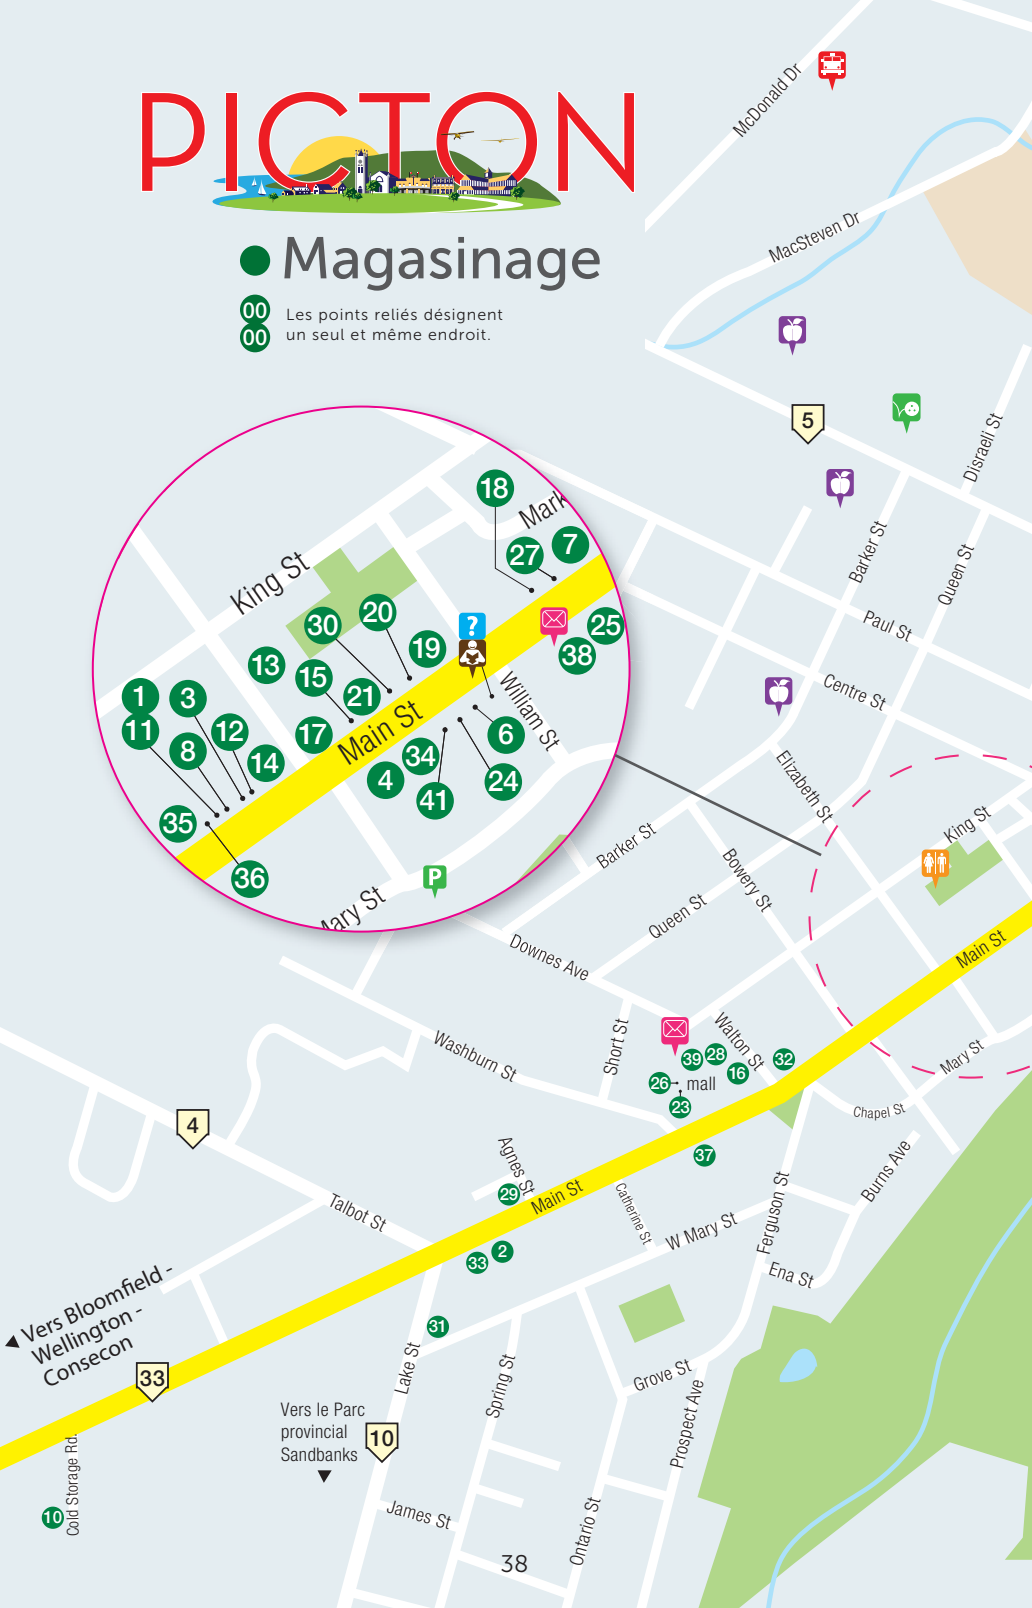 PICTON
Magasinage
00
00
Les points reliés désignent
un seul et même endroit.
McDonald Dr
MacSteven Dr
5
Disraeli St
Barker St
Queen St
Paul St
Centre St
Elizabeth St
King St
Main St
Mary St
Chapel St
Burns Ave
Bowery St
Barker St
Queen St
Downes Ave
Walton St
Short St
Washburn St
18
Mark
27
7
King St
30
20
19
?
25
38
13
15
21
1
3
11
12
8
14
17
Main St
William St
6
34
4
24
41
35
36
P
Mary St
39
28
16
32
26
mall
23
37
4
Agnes St
29
Main St
Catherine St
W Mary St
Ferguson St
Ena St
Talbot St
2
33
31
Vers Bloomfield -
Wellington -
Consecon
33
Lake St
Spring St
Grove St
Prospect Ave
Vers le Parc
provincial
Sandbanks
10
James St
Ontario St
Cold Storage Rd.
10
38